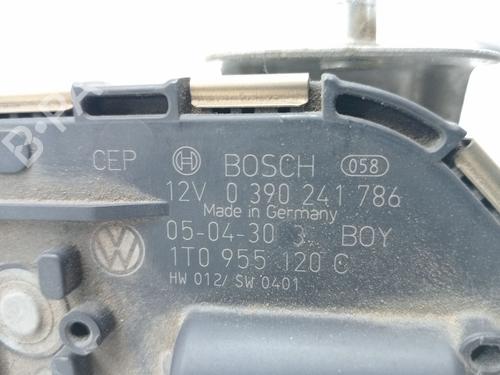 CEP BOSCH 058
12V 0 390 241 786
Made in Germany
05-04-30 3 BOY
1T0 955 120 C
HW 012/ SW 0401